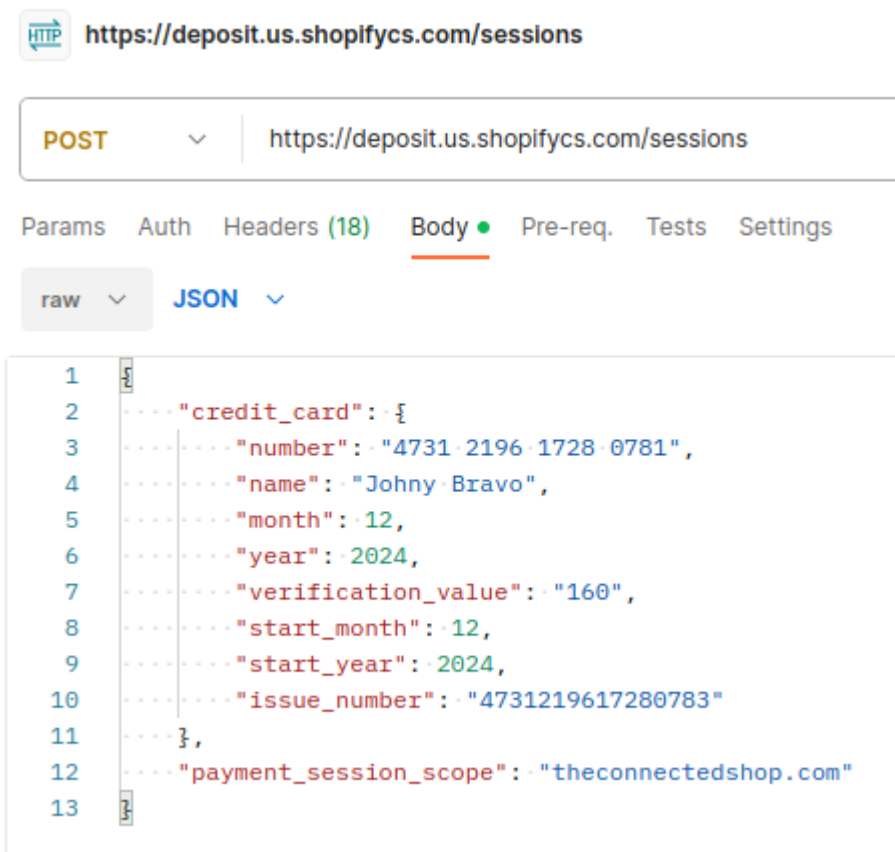 HTTP https://deposit.us.shopifycs.com/sessions
POST https://deposit.us.shopifycs.com/sessions
Params Auth Headers (18) Body Pre-req. Tests Settings
raw JSON
1 {
2 "credit_card": {
3 "number": "4731 2196 1728 0781",
4 "name": "Johny Bravo",
5 "month": 12,
6 "year": 2024,
7 "verification_value": "160",
8 "start_month": 12,
9 "start_year": 2024,
10 "issue_number": "4731219617280783"
11 },
12 "payment_session_scope": "theconnectedshop.com"
13 }